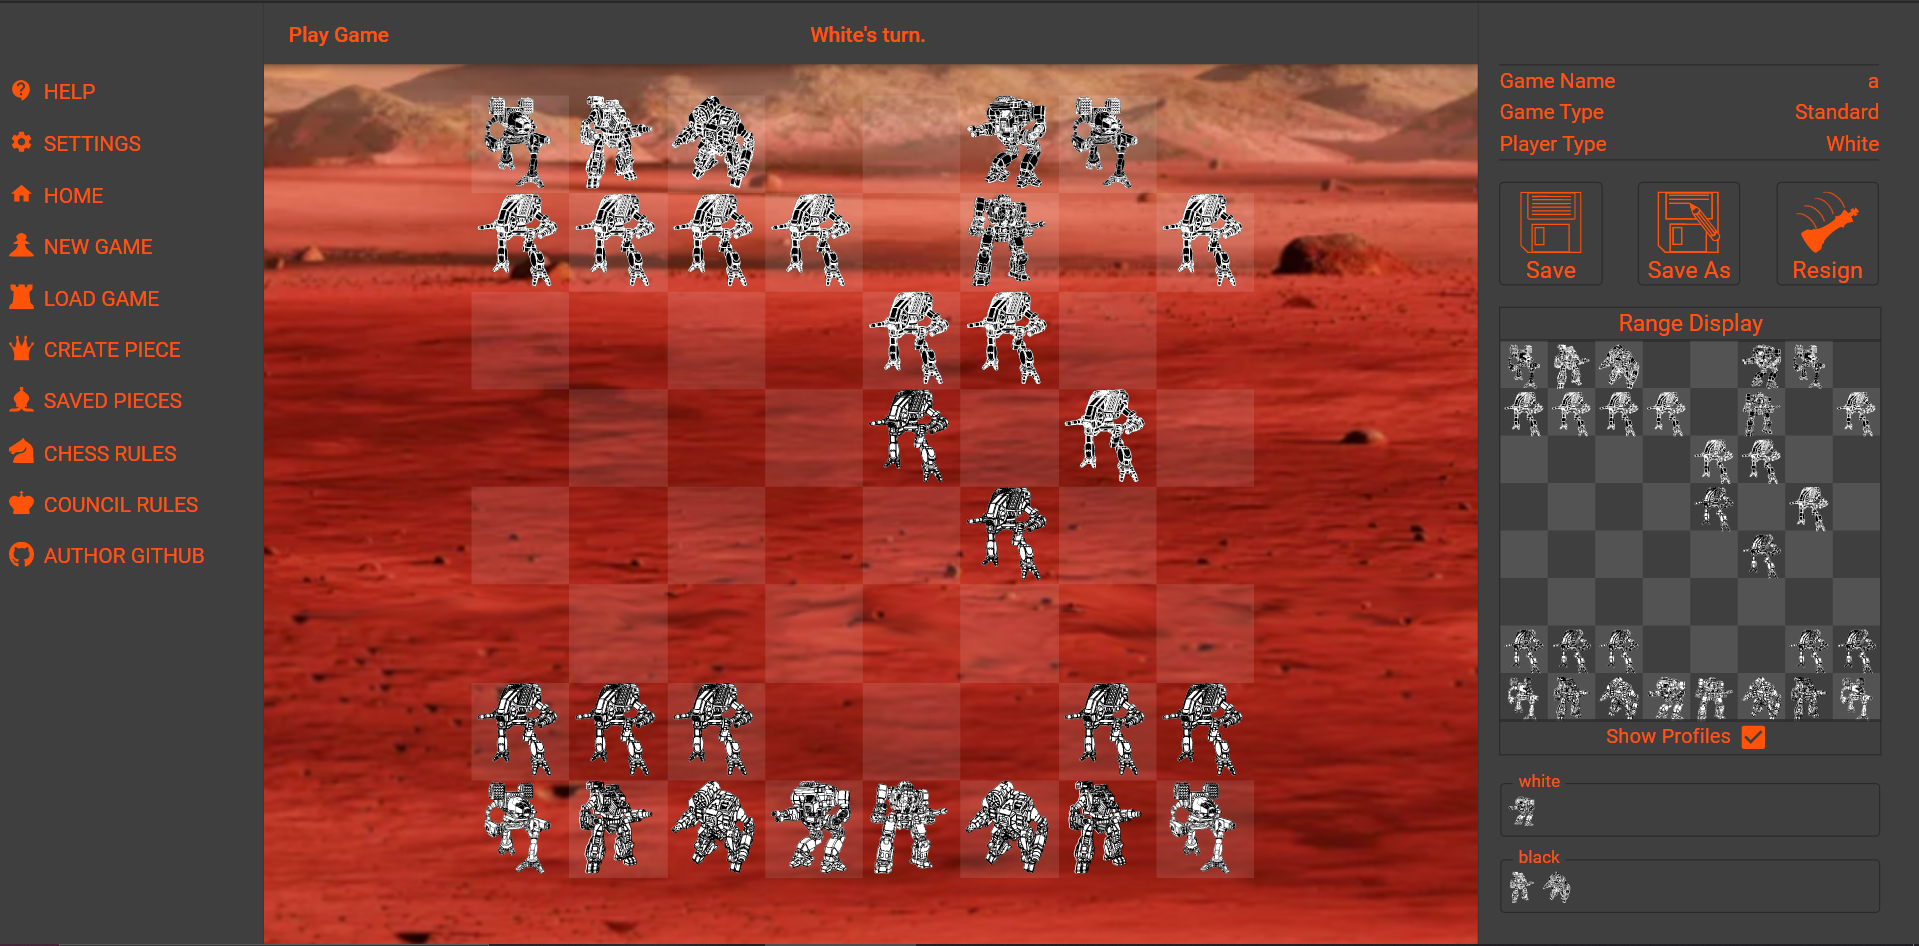 Play Game
White's turn.
HELP
SETTINGS
HOME
NEW GAME
LOAD GAME
CREATE PIECE
SAVED PIECES
CHESS RULES
COUNCIL RULES
AUTHOR GITHUB
Game Name a
Game Type Standard
Player Type White
Save
Save As
Resign
Range Display
Show Profiles
white
black